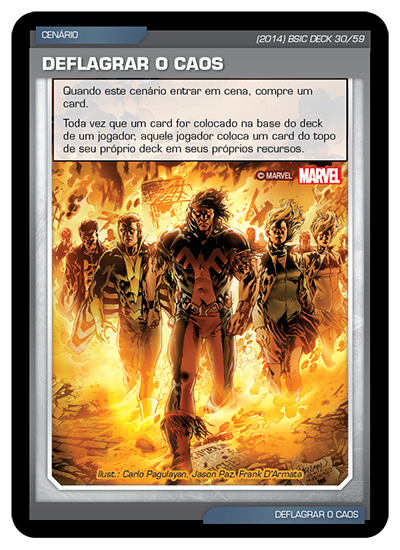 CENÁRIO
(2014) BSIC DECK 30/59
DEFLAGRAR O CAOS
Quando este cenário entrar em cena, compre um
card.
Toda vez que um card for colocado na base do deck
de um jogador, aquele jogador coloca um card do topo
de seu próprio deck em seus próprios recursos.
© MARVEL MARVEL
Ilust.: Carlo Pagulayan, Jason Paz, Frank D'Armata
DEFLAGRAR O CAOS